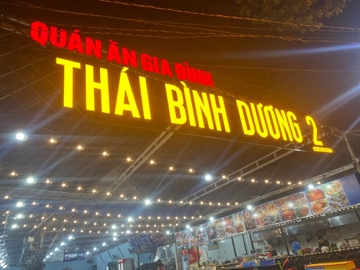 QUÁN ĂN GIA ĐÌNH
THÁI BÌNH DƯƠNG 2